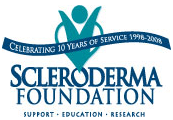 CELEBRATING 10 YEARS OF SERVICE 1998-2008
SCLERODERMA
FOUNDATION
SUPPORT · EDUCATION · RESEARCH